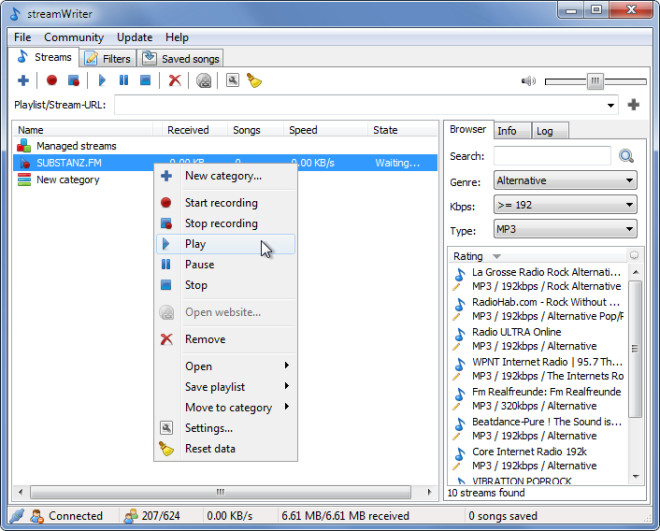 streamWriter
File Community Update Help
Streams Filters Saved songs
Playlist/Stream-URL:
Name Received Songs Speed State
Managed streams
SUBSTANZ.FM 0.00 KB 0 0.00 KB/s Waiting...
New category
New category...
Start recording
Stop recording
Play
Pause
Stop
Open website...
Remove
Open
Save playlist
Move to category
Settings...
Reset data
Browser Info Log
Search:
Genre: Alternative
Kbps: >= 192
Type: MP3
Rating
La Grosse Radio Rock Alternati...
MP3 / 192kbps / Rock Alternative
RadioHab.com - Rock Without ...
MP3 / 192kbps / Alternative Pop/F
Radio ULTRA Online
MP3 / 192kbps / Alternative
WPNT Internet Radio | 95.7 Th...
MP3 / 192kbps / The Internets Ro
Fm Realfreunde: Fm Realfreunde
MP3 / 320kbps / Alternative
Beatdance-Pure ! The Sound is...
MP3 / 192kbps / Alternative
Core Internet Radio 192k
MP3 / 192kbps / Alternative
VIBRATION POPROCK
10 streams found
Connected 207/624 0.00 KB/s 6.61 MB/6.61 MB received 0 songs saved